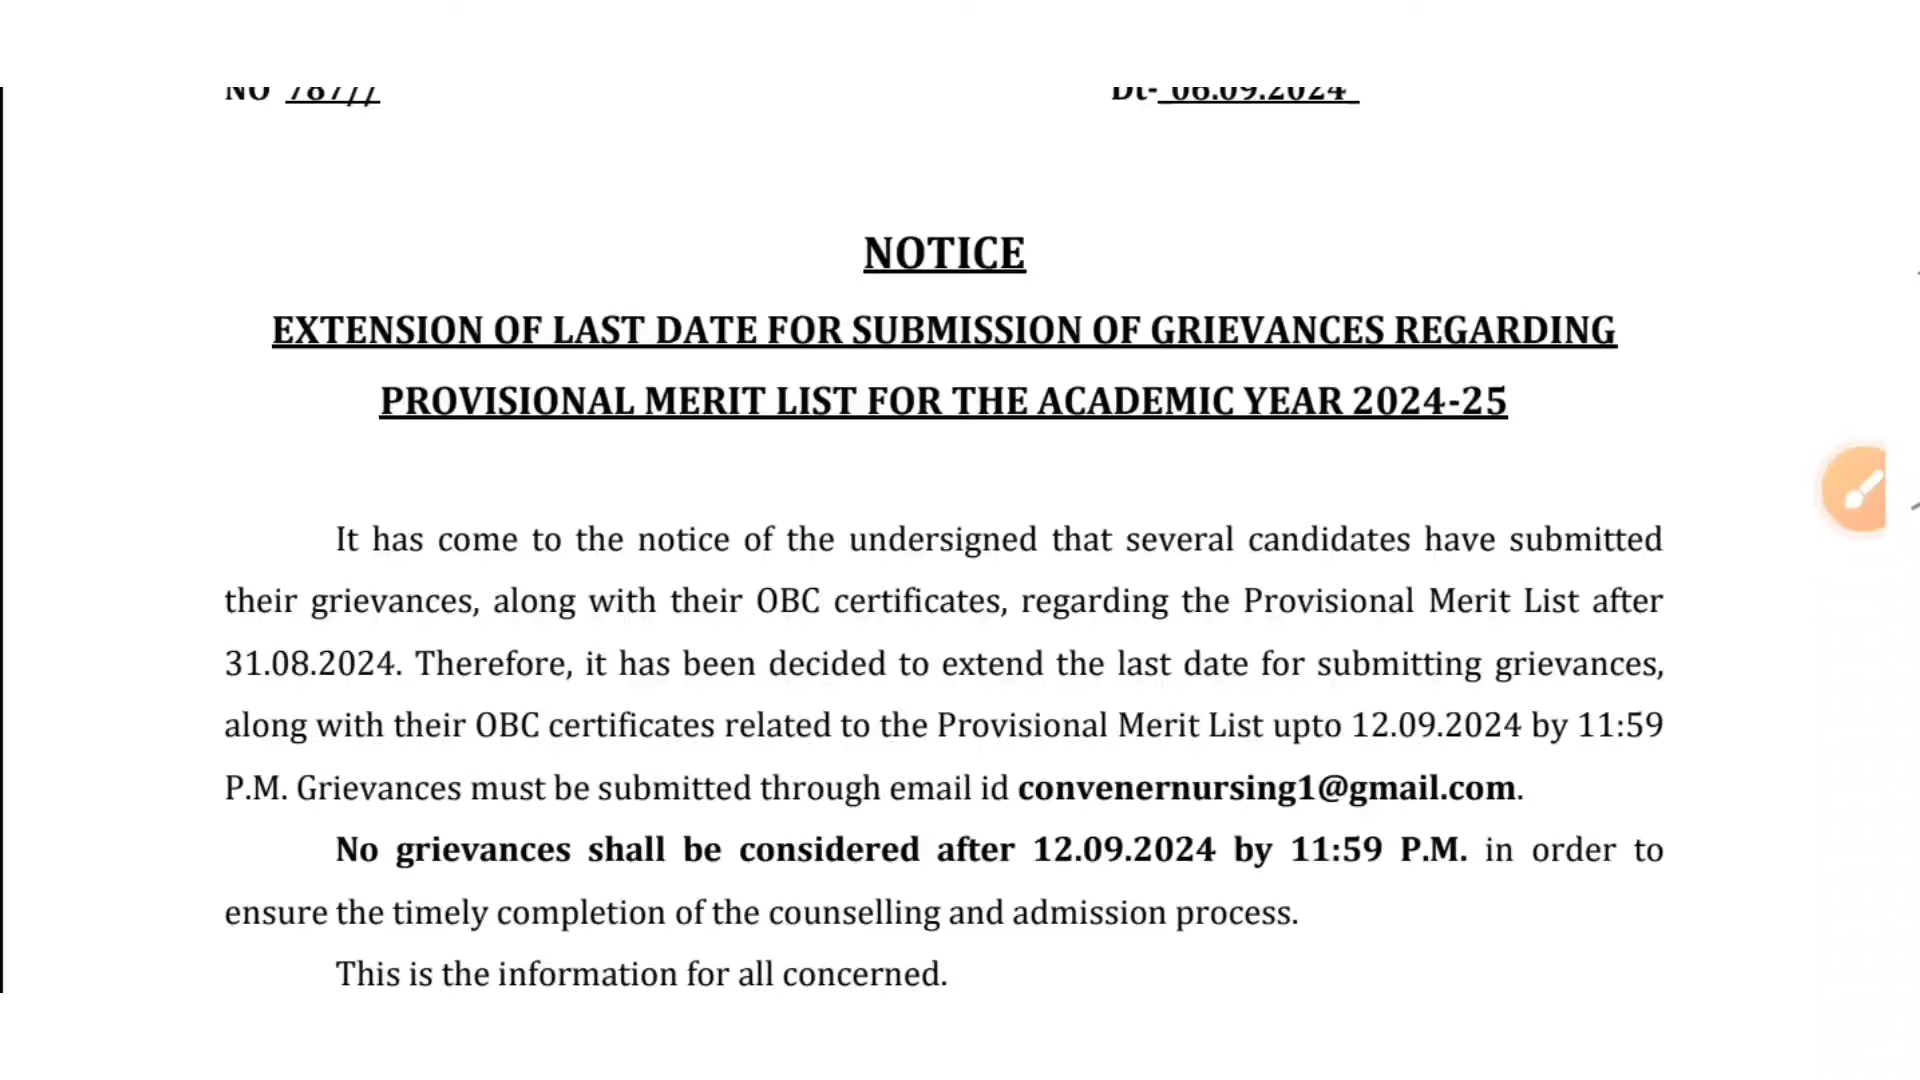 NO 787//
Dt- 06.09.2024
NOTICE
EXTENSION OF LAST DATE FOR SUBMISSION OF GRIEVANCES REGARDING
PROVISIONAL MERIT LIST FOR THE ACADEMIC YEAR 2024-25
It has come to the notice of the undersigned that several candidates have submitted
their grievances, along with their OBC certificates, regarding the Provisional Merit List after
31.08.2024. Therefore, it has been decided to extend the last date for submitting grievances,
along with their OBC certificates related to the Provisional Merit List upto 12.09.2024 by 11:59
P.M. Grievances must be submitted through email id convenernursing1@gmail.com.
No grievances shall be considered after 12.09.2024 by 11:59 P.M. in order to
ensure the timely completion of the counselling and admission process.
This is the information for all concerned.